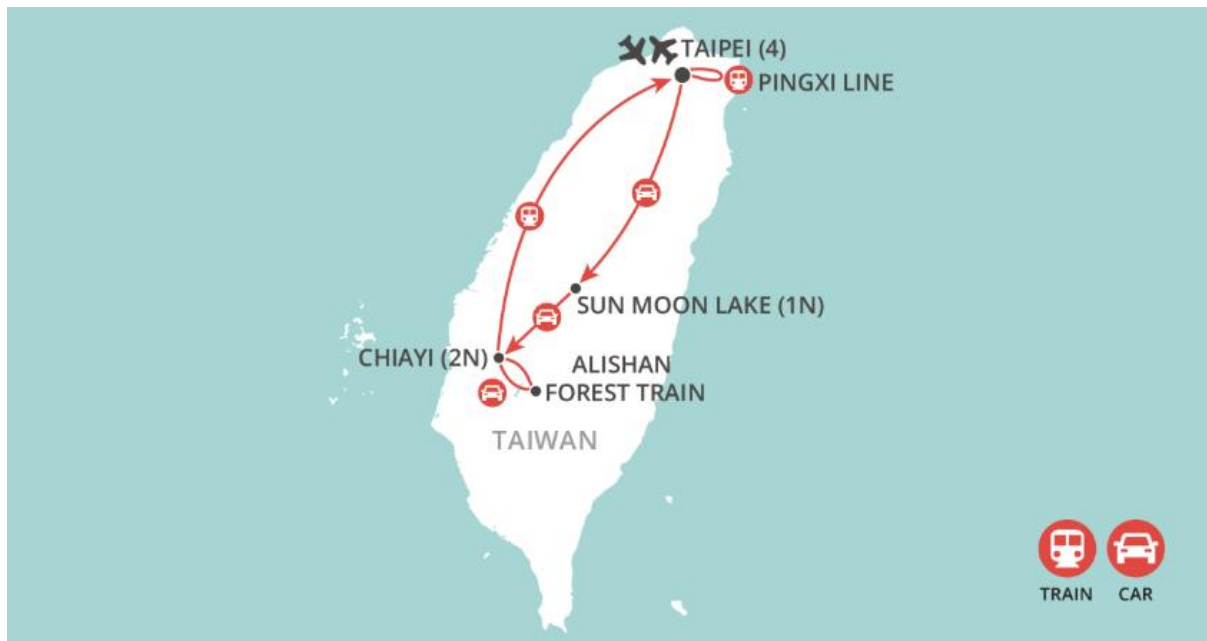 TAIPEI (4)
PINGXI LINE
SUN MOON LAKE (1N)
CHIAYI (2N)
ALISHAN
FOREST TRAIN
TAIWAN
TRAIN
CAR